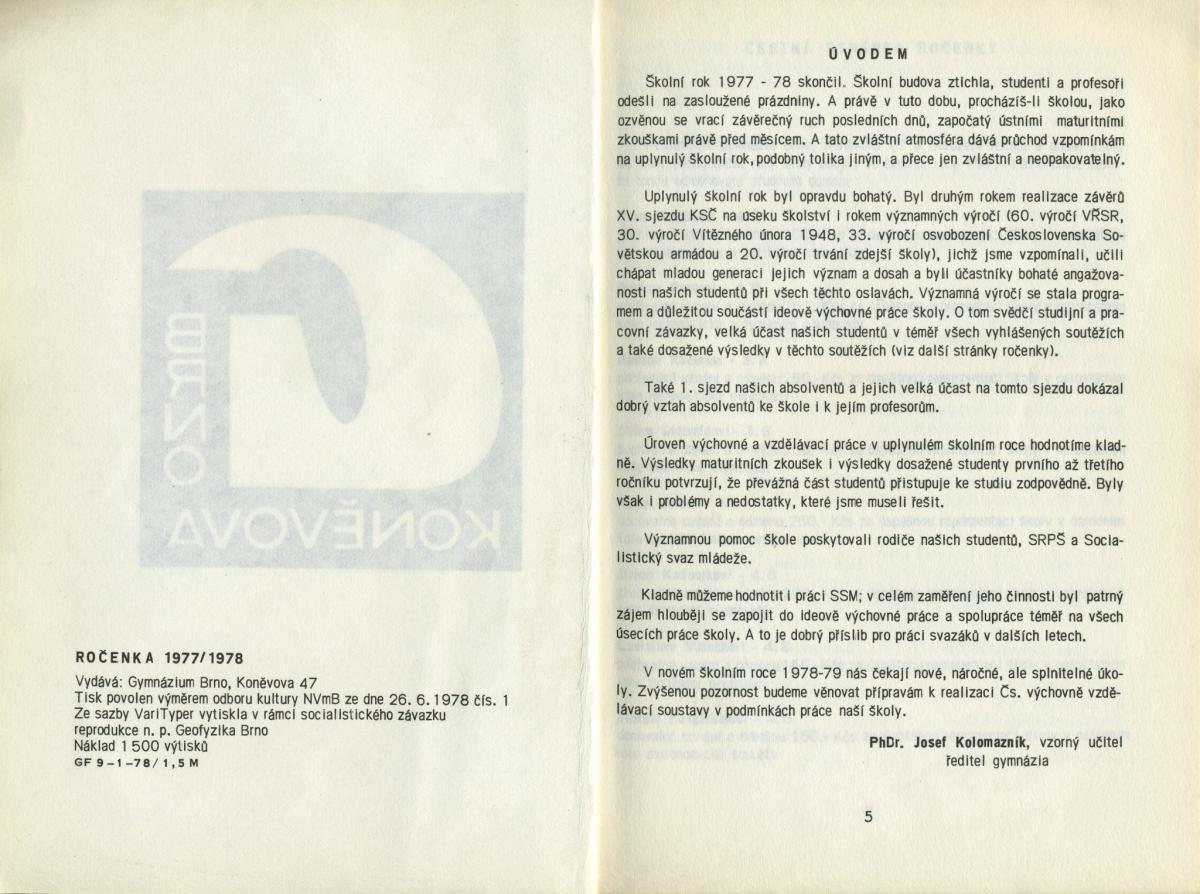 BRNO
KONĚVOVA
ROČENKA 1977/1978
Vydává: Gymnázium Brno, Koněvova 47
Tisk povolen výměrem odboru kultury NVmB ze dne 26. 6. 1978 čís. 1
Ze sazby VariTyper vytiskla v rámci socialistického závazku
reprodukce n. p. Geofyzika Brno
Náklad 1 500 výtisků
GF 9-1-78/ 1,5 M
ÚVODEM
Školní rok 1977 - 78 skončil. Školní budova ztichla, studenti a profesoři
odešli na zasloužené prázdniny. A právě v tuto dobu, procházíš-li školou, jako
ozvěnou se vrací závěrečný ruch posledních dnů, započatý ústními maturitními
zkouškami právě před měsícem. A tato zvláštní atmosféra dává průchod vzpomínkám
na uplynulý školní rok, podobný tolika jiným, a přece jen zvláštní a neopakovatelný.
Uplynulý školní rok byl opravdu bohatý. Byl druhým rokem realizace závěrů
XV. sjezdu KSČ na úseku školství i rokem významných výročí (60. výročí VŘSR,
30. výročí Vítězného února 1948, 33. výročí osvobození Československa So-
větskou armádou a 20. výročí trvání zdejší školy), jichž jsme vzpomínali, učili
chápat mladou generaci jejich význam a dosah a byli účastníky bohaté angažova-
nosti našich studentů při všech těchto oslavách. Významná výročí se stala progra-
mem a důležitou součástí ideově-výchovné práce školy. O tom svědčí studijní a pra-
covní závazky, velká účast našich studentů v téměř všech vyhlášených soutěžích
a také dosažené výsledky v těchto soutěžích (viz další stránky ročenky).
Také 1. sjezd našich absolventů a jejich velká účast na tomto sjezdu dokázal
dobrý vztah absolventů ke škole i k jejím profesorům.
Úroven výchovné a vzdělávací práce v uplynulém školním roce hodnotíme klad-
ně. Výsledky maturitních zkoušek i výsledky dosažené studenty prvního až třetího
ročníku potvrzují, že převážná část studentů přistupuje ke studiu zodpovědně. Byly
však i problémy a nedostatky, které jsme museli řešit.
Významnou pomoc škole poskytovali rodiče našich studentů, SRPŠ a Socia-
listický svaz mládeže.
Kladně můžeme hodnotit i práci SSM; v celém zaměření jeho činnosti byl patrný
zájem hlouběji se zapojit do ideově výchovné práce a spolupráce téměř na všech
úsecích práce školy. A to je dobrý příslib pro práci svazáků v dalších letech.
V novém školním roce 1978-79 nás čekají nové, náročné, ale splnitelné úko-
ly. Zvýšenou pozornost budeme věnovat přípravám k realizaci Čs. výchovně vzdě-
lávací soustavy v podmínkách práce naší školy.
PhDr. Josef Kolomazník, vzorný učitel
ředitel gymnázia
5